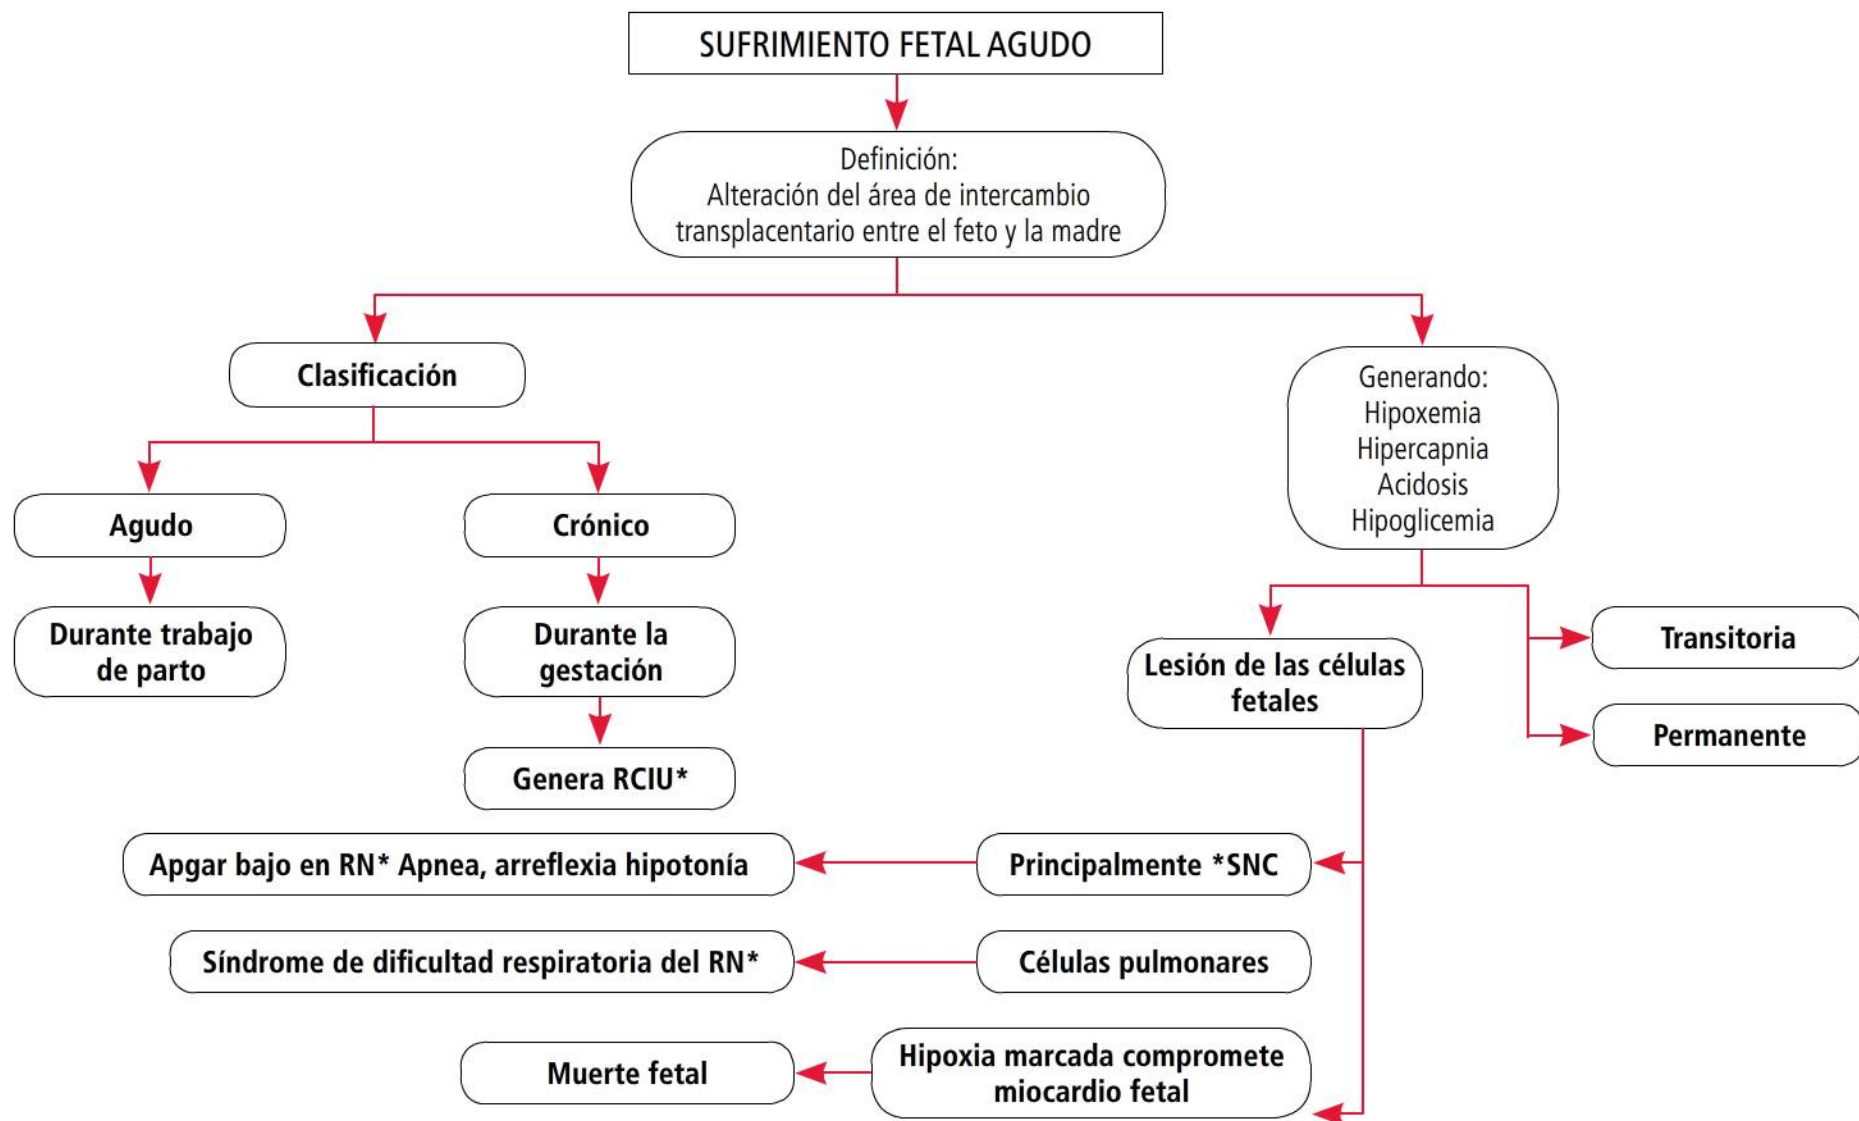 SUFRIMIENTO FETAL AGUDO
Definición:
Alteración del área de intercambio
transplacentario entre el feto y la madre
Clasificación
Generando:
Hipoxemia
Hipercapnia
Acidosis
Hipoglicemia
Agudo
Crónico
Durante trabajo
de parto
Durante la
gestación
Genera RCIU*
Lesión de las células
fetales
Transitoria
Permanente
Apgar bajo en RN* Apnea, arreflexia hipotonía
Principalmente *SNC
Síndrome de dificultad respiratoria del RN*
Células pulmonares
Muerte fetal
Hipoxia marcada compromete
miocardio fetal